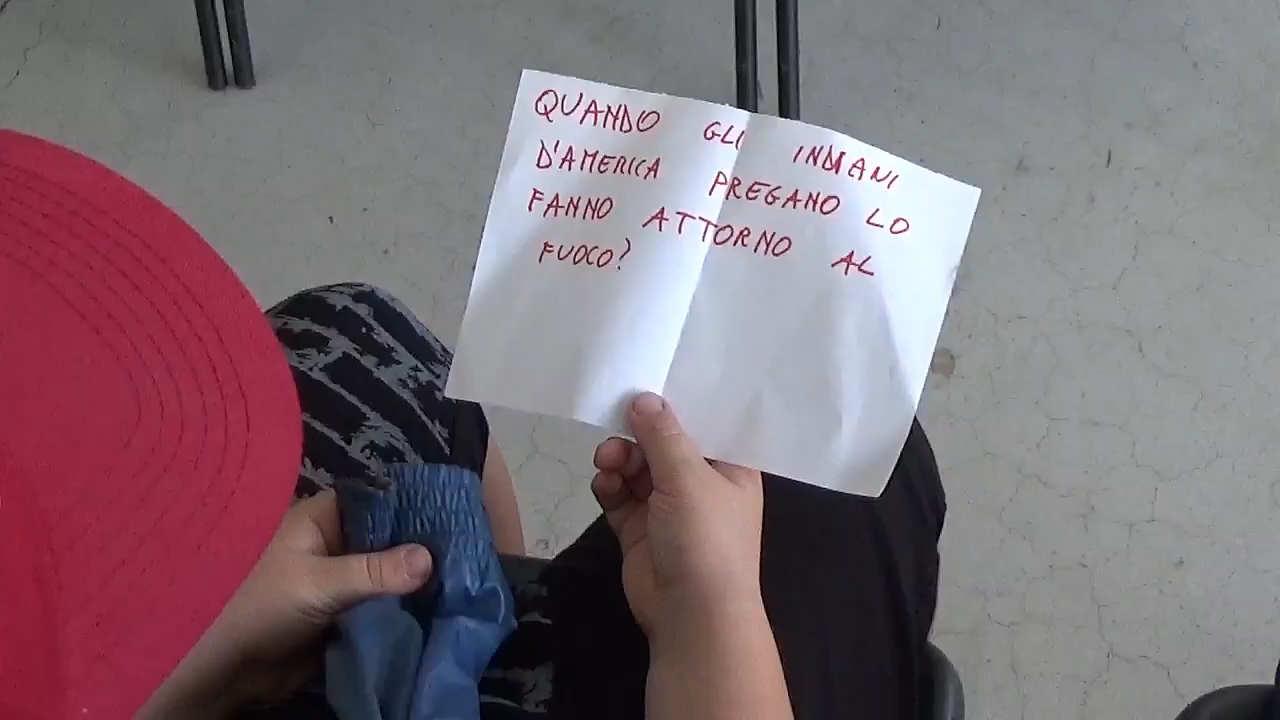 QUANDO GLI INDIANI
D'AMERICA PREGANO LO
FANNO ATTORNO AL
FUOCO?